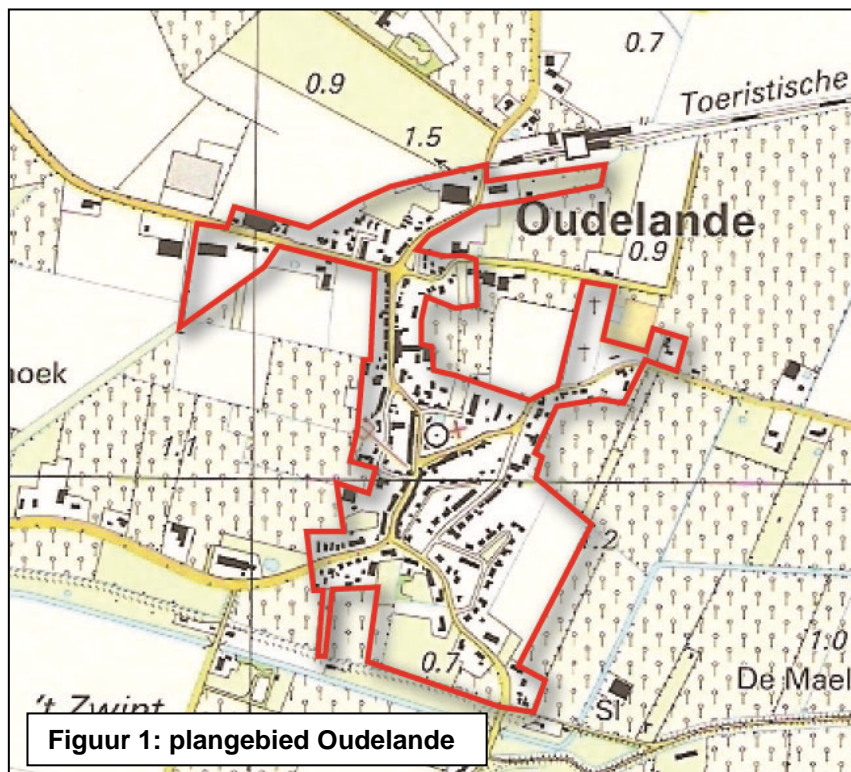 0.7
Toeristische
0.9
1.5
Oudelande
0.9
hoek
1.1
.2
1:0
0.7
De Mael
Sl
't Zwint
Figuur 1: plangebied Oudelande